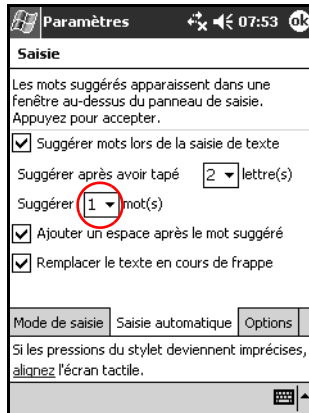 Paramètres 07:53 ok
Saisie
Les mots suggérés apparaissent dans une
fenêtre au-dessus du panneau de saisie.
Appuyez pour accepter.
Suggérer mots lors de la saisie de texte
Suggérer après avoir tapé 2 lettre(s)
Suggérer 1 mot(s)
Ajouter un espace après le mot suggéré
Remplacer le texte en cours de frappe
Mode de saisie Saisie automatique Options
Si les pressions du stylet deviennent imprécises,
alignez l'écran tactile.